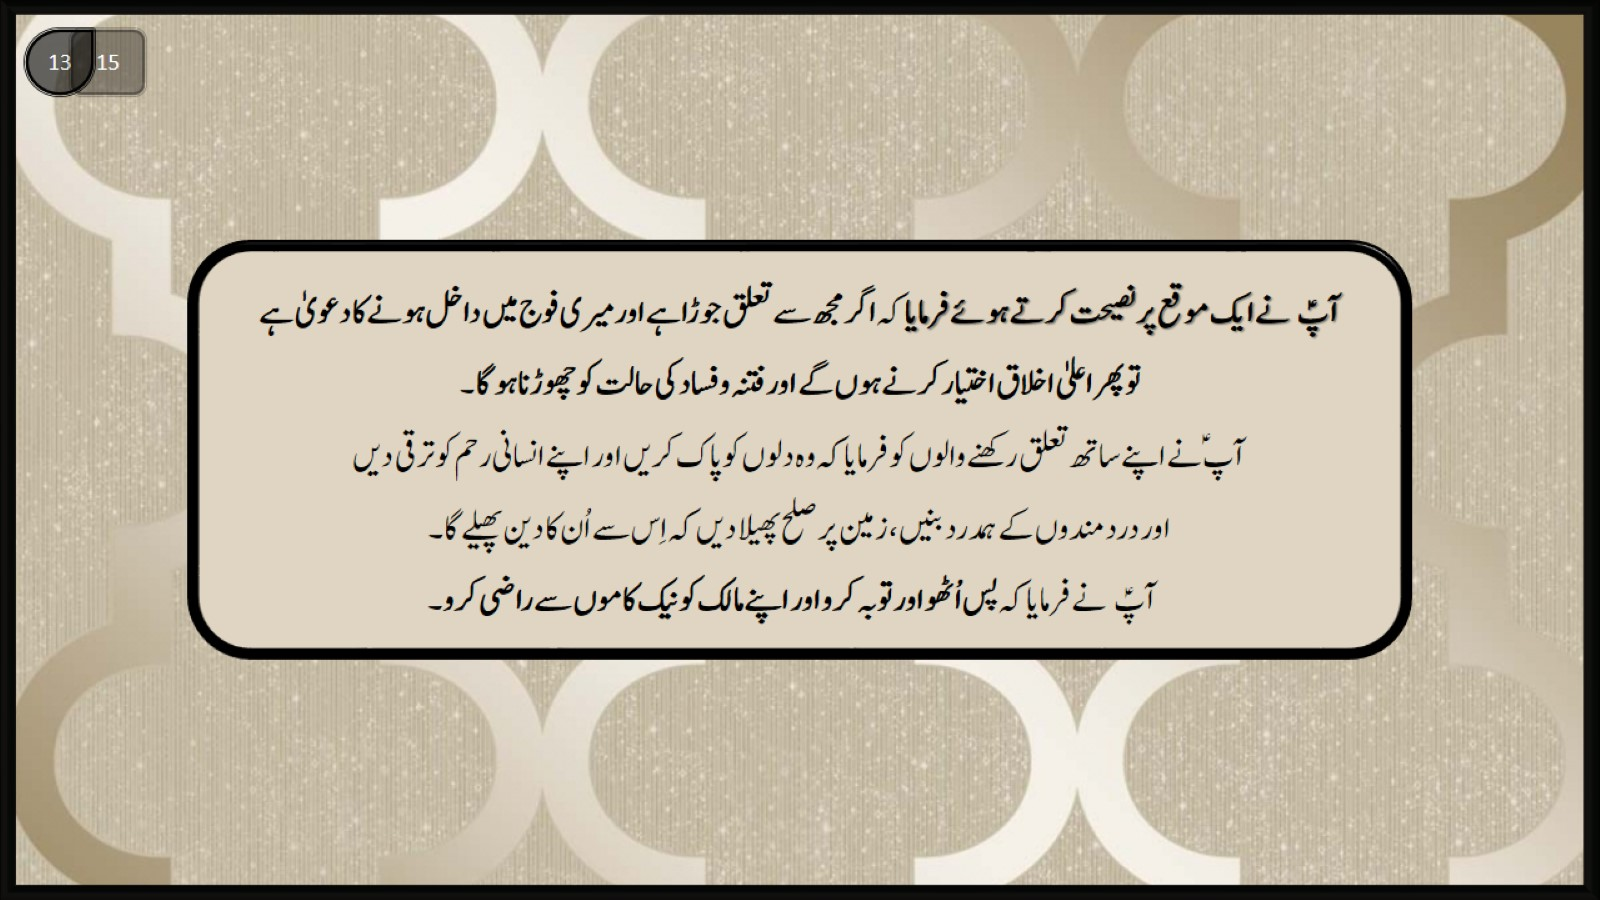 13 15
آپؑ نے ایک موقع پر نصیحت کرتے ہوئے فرمایا کہ اگر مجھ سے تعلق جوڑا ہے اور میری فوج میں داخل ہونے کا دعویٰ ہے
تو پھر اعلیٰ اخلاق اختیار کرنے ہوں گے اور فتنہ و فساد کی حالت کو چھوڑنا ہو گا۔
آپؑ نے اپنے ساتھ تعلق رکھنے والوں کو فرمایا کہ وہ دلوں کو پاک کریں اور اپنے انسانی رحم کو ترقی دیں
اور درد مندوں کے ہمدرد بنیں، زمین پر صلح پھیلا دیں کہ اِس سے اُن کا دین پھیلے گا۔
آپؑ نے فرمایا کہ پس اُٹھو اور توبہ کرو اور اپنے مالک کو نیک کاموں سے راضی کرو۔